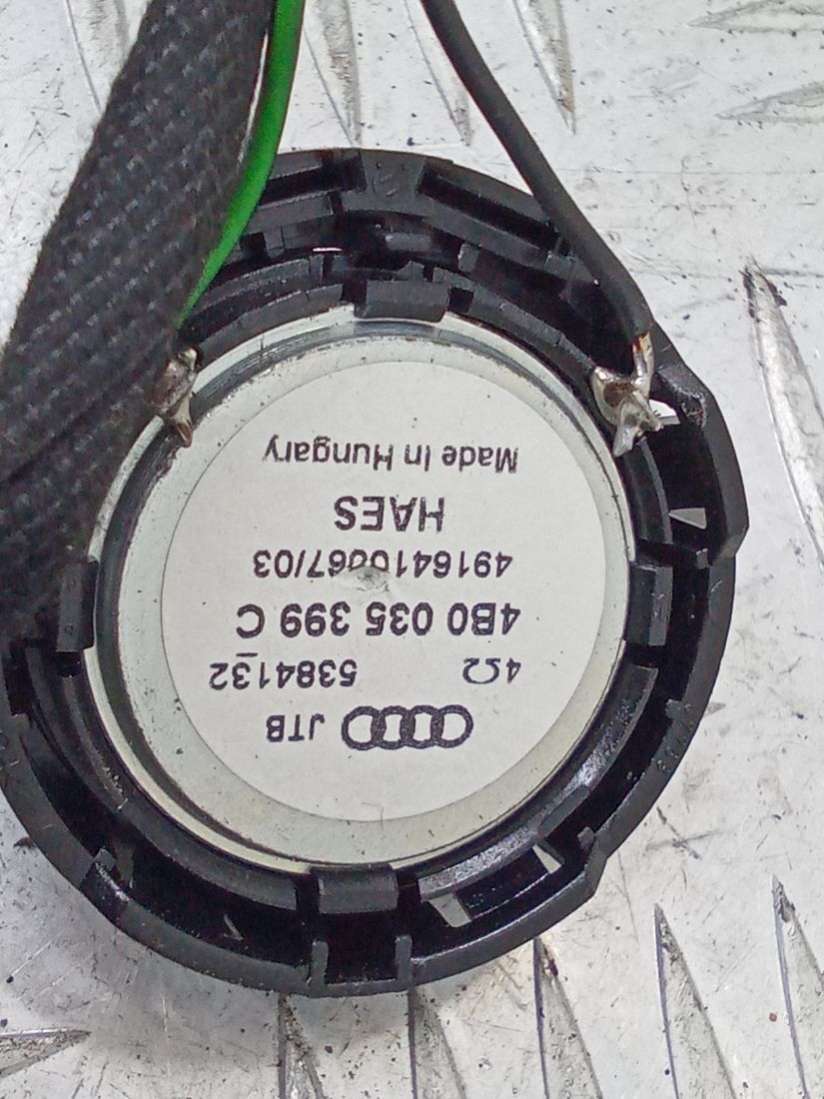 JTB
4Ω 5384132
4B0 035 399 C
4916410067/03
HAES
Made In Hungary